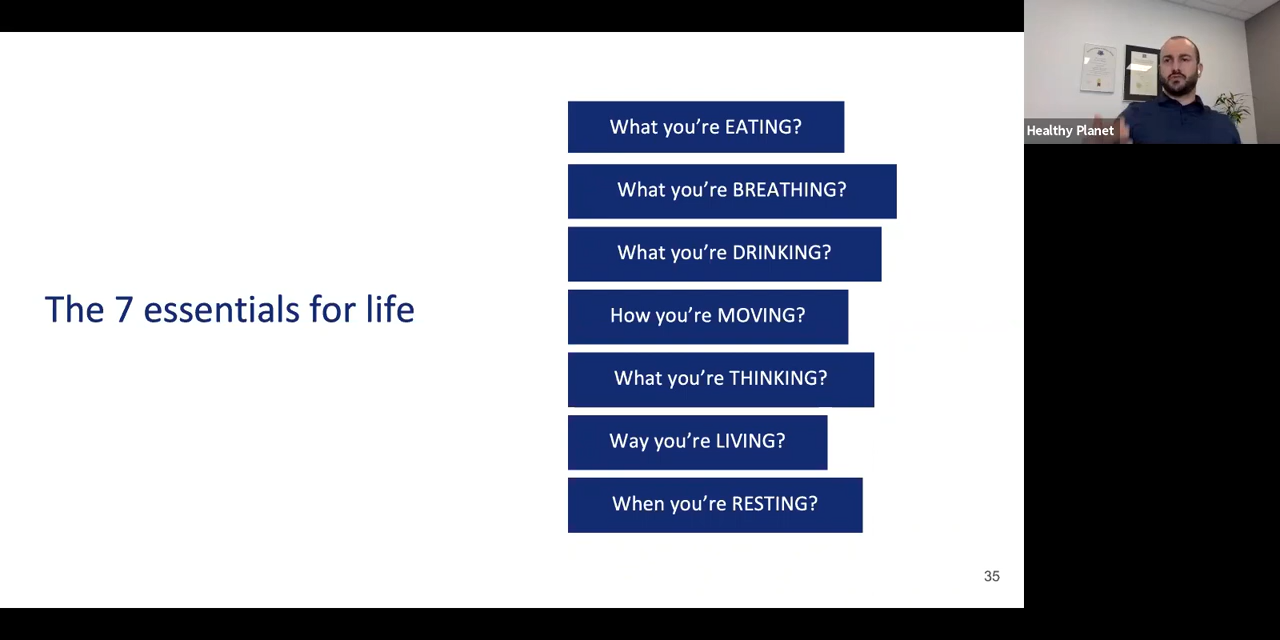 What you're EATING?
What you're BREATHING?
What you're DRINKING?
How you're MOVING?
The 7 essentials for life
What you're THINKING?
Way you're LIVING?
When you're RESTING?
35
Healthy Planet